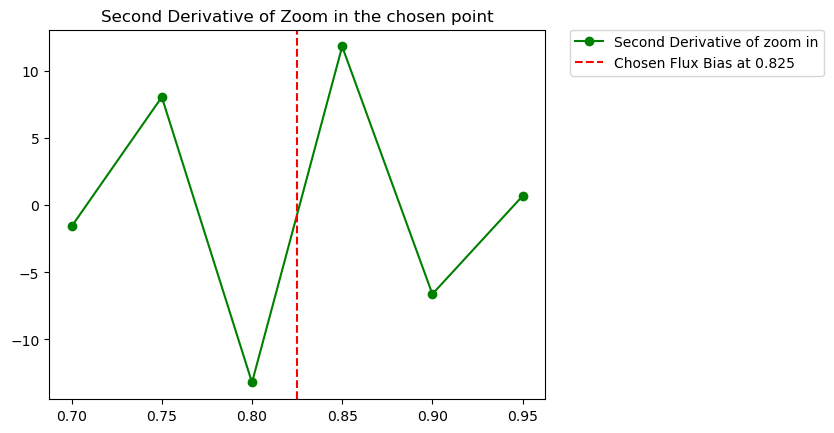 Second Derivative of Zoom in the chosen point
Second Derivative of zoom in
Chosen Flux Bias at 0.825
10
5
0
−5
−10
0.70 0.75 0.80 0.85 0.90 0.95